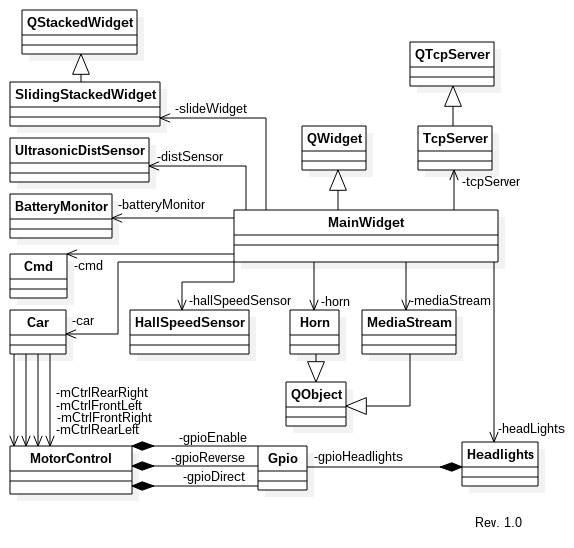 QStackedWidget
QTcpServer
SlidingStackedWidget
-slideWidget
QWidget
TcpServer
UltrasonicDistSensor
-distSensor
-tcpServer
BatteryMonitor
-batteryMonitor
MainWidget
Cmd
-cmd
-hallSpeedSensor
-horn
-mediaStream
Car
-car
HallSpeedSensor
Horn
MediaStream
QObject
-mCtrlRearRight
-mCtrlFrontLeft
-mCtrlFrontRight
-mCtrlRearLeft
-headLights
MotorControl
-gpioEnable
-gpioReverse
-gpioDirect
Gpio
-gpioHeadlights
Headlights
Rev. 1.0